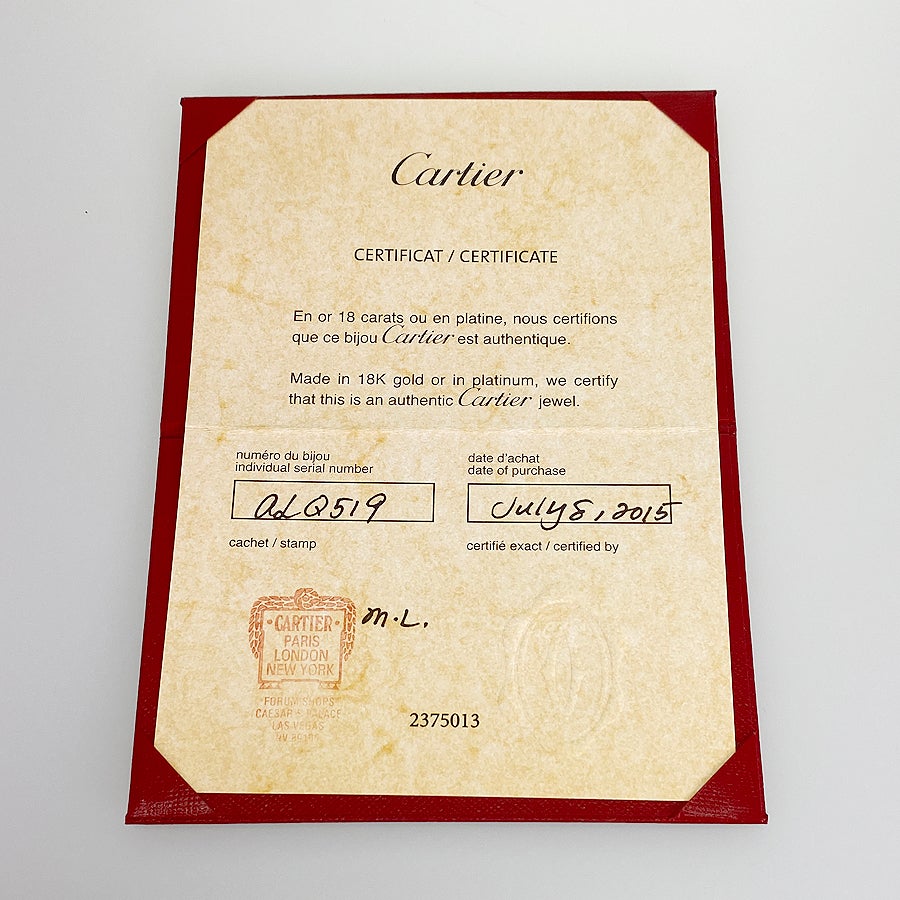 Cartier
CERTIFICAT / CERTIFICATE
En or 18 carats ou en platine, nous certifions
que ce bijou Cartier est authentique.
Made in 18K gold or in platinum, we certify
that this is an authentic Cartier jewel.
numéro du bijou
individual serial number
aLQ519
date d'achat
date of purchase
July 8, 2015
cachet / stamp
certifié exact / certified by
CARTIER
PARIS
LONDON
NEW YORK
M.L.
FORUM SHOPS
CAESARS PALACE
LAS VEGAS
2375013